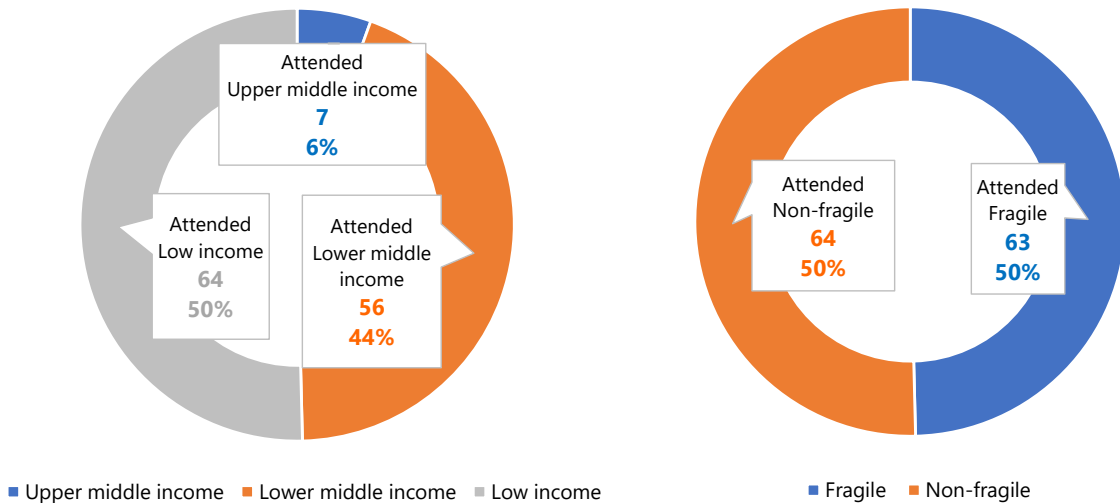 Attended
Upper middle income
7
6%
Attended
Low income
64
50%
Attended
Lower middle
income
56
44%
Upper middle income
Lower middle income
Low income
Attended
Non-fragile
64
50%
Attended
Fragile
63
50%
Fragile
Non-fragile